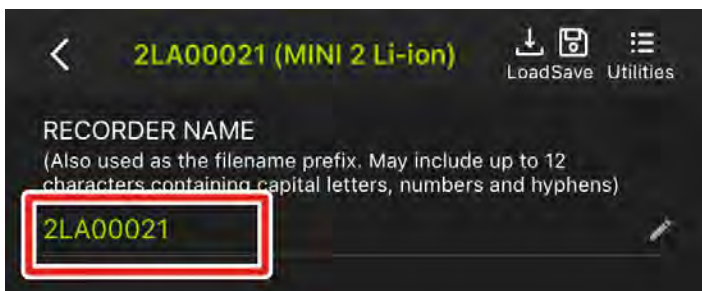 2LA00021 (MINI 2 Li-ion)
Load Save Utilities
RECORDER NAME
(Also used as the filename prefix. May include up to 12
characters containing capital letters, numbers and hyphens)
2LA00021